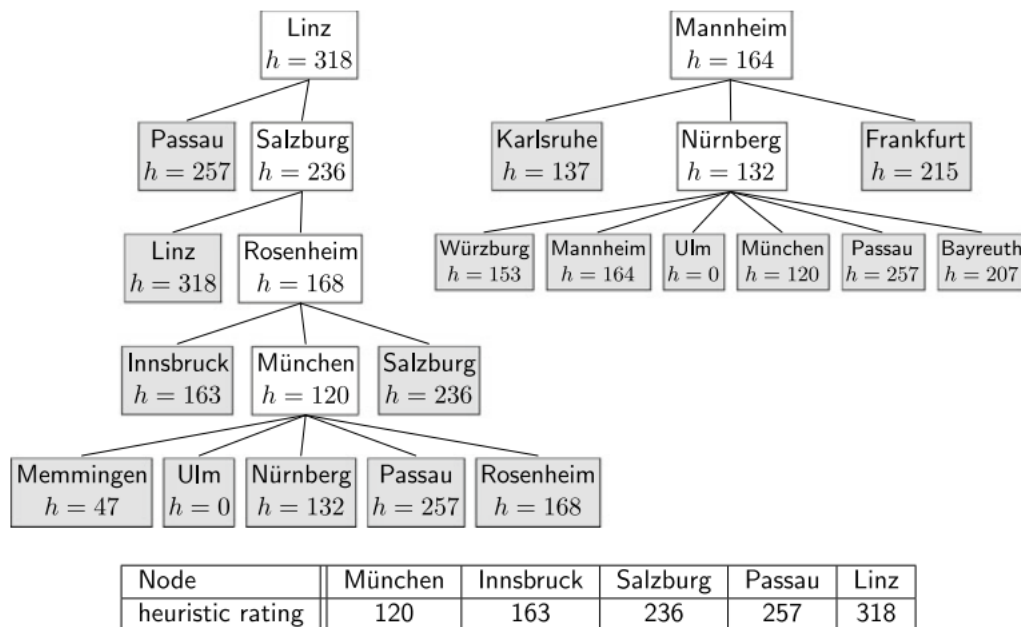 Linz
h = 318
Mannheim
h = 164
Passau
h = 257
Salzburg
h = 236
Karlsruhe
h = 137
Nürnberg
h = 132
Frankfurt
h = 215
Linz
h = 318
Rosenheim
h = 168
Würzburg
h = 153
Mannheim
h = 164
Ulm
h = 0
München
h = 120
Passau
h = 257
Bayreuth
h = 207
Innsbruck
h = 163
München
h = 120
Salzburg
h = 236
Memmingen
h = 47
Ulm
h = 0
Nürnberg
h = 132
Passau
h = 257
Rosenheim
h = 168
Node München Innsbruck Salzburg Passau Linz
heuristic rating 120 163 236 257 318